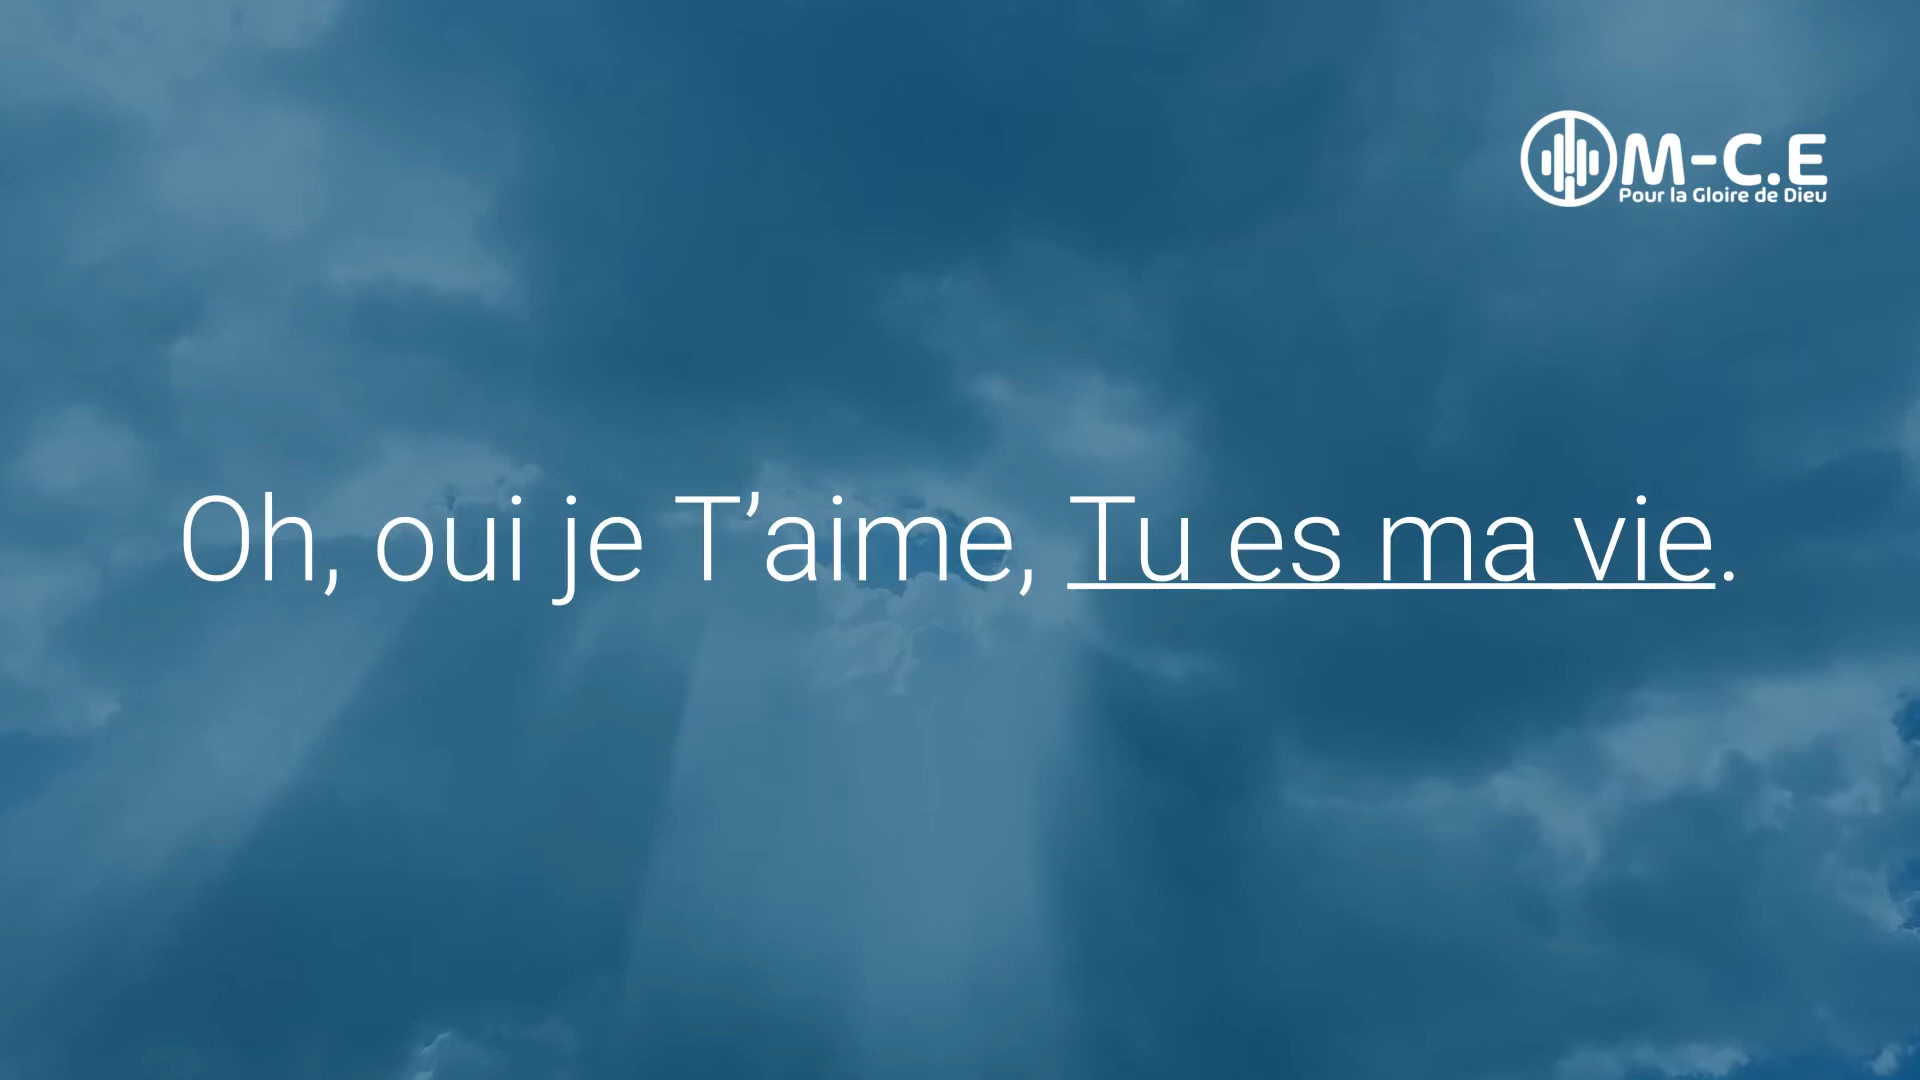 M-C.E
Pour la Gloire de Dieu
Oh, oui je T’aime, Tu es ma vie.